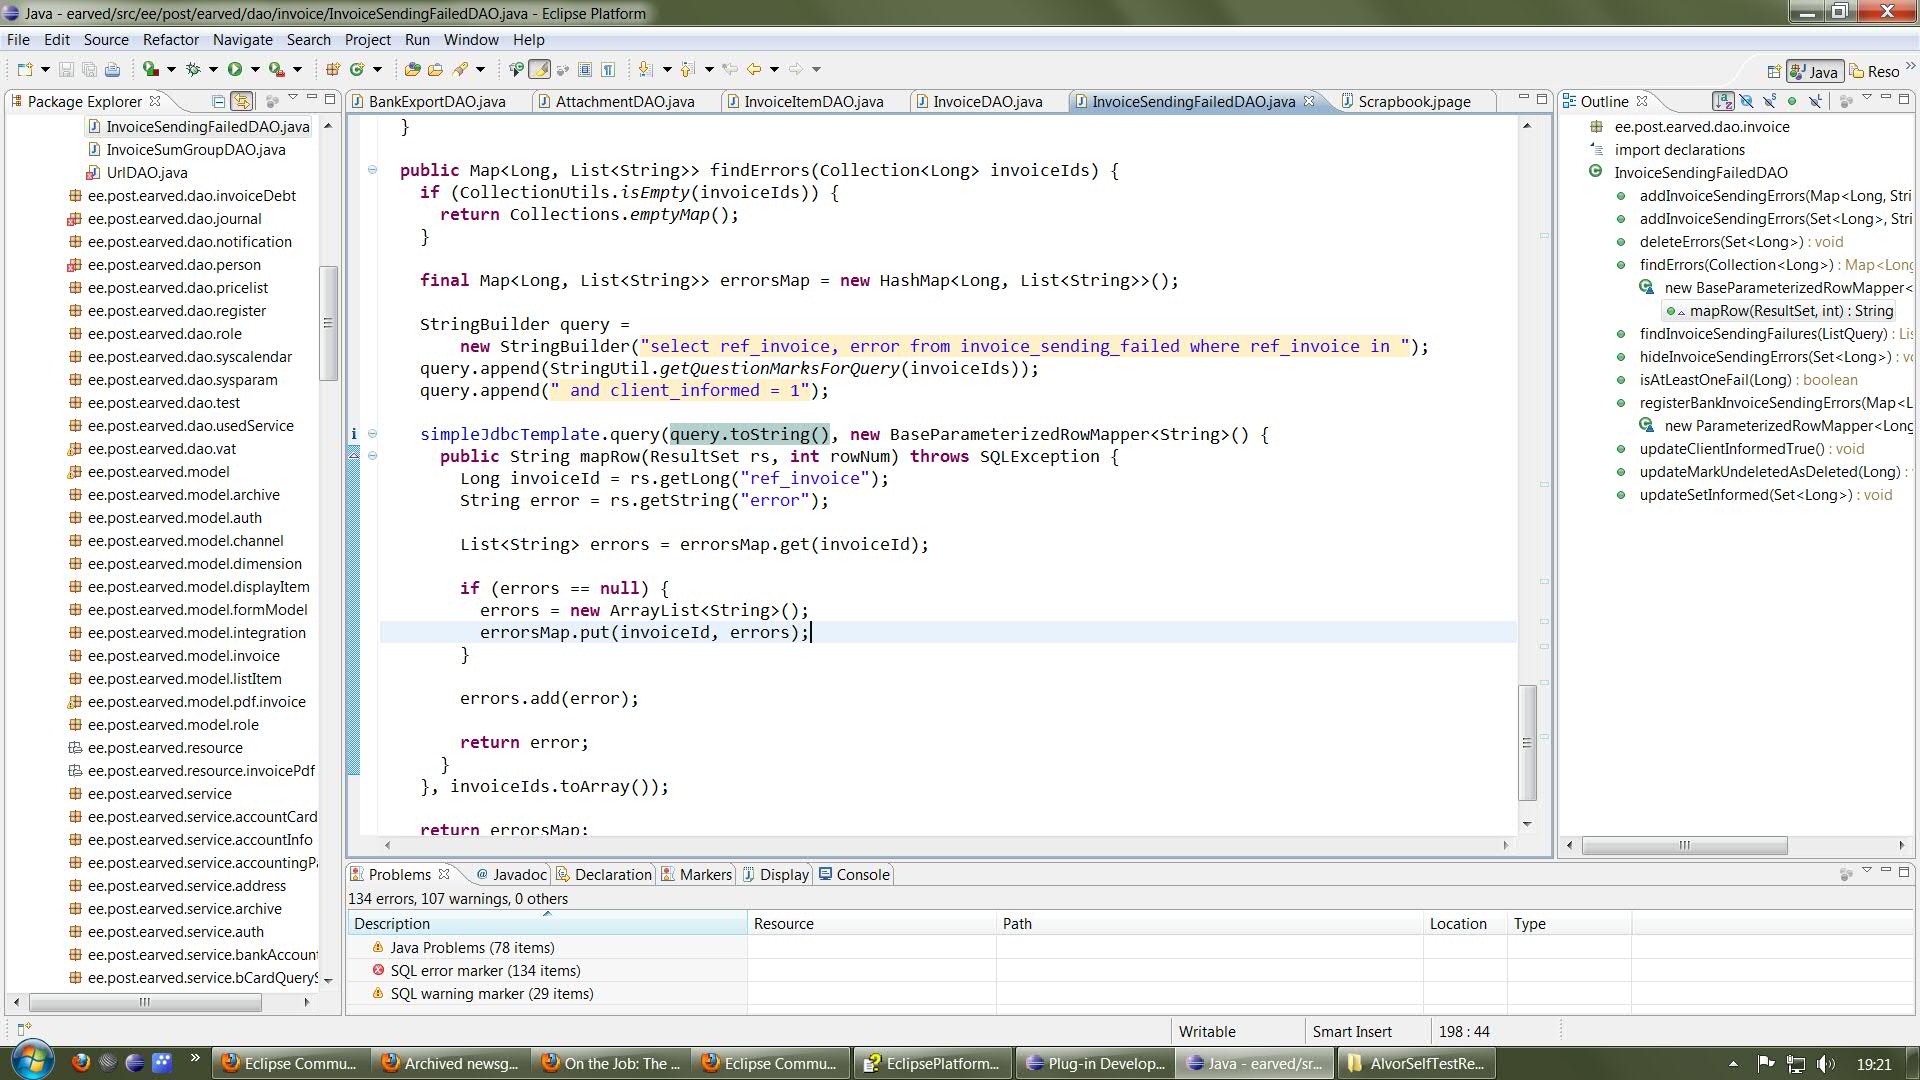 Java - earved/src/ee/post/earved/dao/invoice/InvoiceSendingFailedDAO.java - Eclipse Platform
File Edit Source Refactor Navigate Search Project Run Window Help
Java Reso
Package Explorer
InvoiceSendingFailedDAO.java
InvoiceSumGroupDAO.java
UrlDAO.java
ee.post.earved.dao.invoiceDebt
ee.post.earved.dao.journal
ee.post.earved.dao.notification
ee.post.earved.dao.person
ee.post.earved.dao.pricelist
ee.post.earved.dao.register
ee.post.earved.dao.role
ee.post.earved.dao.syscalendar
ee.post.earved.dao.sysparam
ee.post.earved.dao.test
ee.post.earved.dao.usedService
ee.post.earved.dao.vat
ee.post.earved.model
ee.post.earved.model.archive
ee.post.earved.model.auth
ee.post.earved.model.channel
ee.post.earved.model.dimension
ee.post.earved.model.displayItem
ee.post.earved.model.formModel
ee.post.earved.model.integration
ee.post.earved.model.invoice
ee.post.earved.model.listItem
ee.post.earved.model.pdf.invoice
ee.post.earved.model.role
ee.post.earved.resource
ee.post.earved.resource.invoicePdf
ee.post.earved.service
ee.post.earved.service.accountCard
ee.post.earved.service.accountInfo
ee.post.earved.service.accountingPa
ee.post.earved.service.address
ee.post.earved.service.archive
ee.post.earved.service.auth
ee.post.earved.service.bankAccount
ee.post.earved.service.bCardQueryS
BankExportDAO.java AttachmentDAO.java InvoiceItemDAO.java InvoiceDAO.java InvoiceSendingFailedDAO.java Scrapbook.jpage
}
public Map<Long, List<String>> findErrors(Collection<Long> invoiceIds) {
if (CollectionUtils.isEmpty(invoiceIds)) {
return Collections.emptyMap();
}
final Map<Long, List<String>> errorsMap = new HashMap<Long, List<String>>();
StringBuilder query =
new StringBuilder("select ref_invoice, error from invoice_sending_failed where ref_invoice in ");
query.append(StringUtil.getQuestionMarksForQuery(invoiceIds));
query.append(" and client_informed = 1");
simpleJdbcTemplate.query(query.toString(), new BaseParameterizedRowMapper<String>() {
public String mapRow(ResultSet rs, int rowNum) throws SQLException {
Long invoiceId = rs.getLong("ref_invoice");
String error = rs.getString("error");
List<String> errors = errorsMap.get(invoiceId);
if (errors == null) {
errors = new ArrayList<String>();
errorsMap.put(invoiceId, errors);
}
errors.add(error);
return error;
}
}, invoiceIds.toArray());
return errorsMap;
Outline
ee.post.earved.dao.invoice
import declarations
InvoiceSendingFailedDAO
addInvoiceSendingErrors(Map<Long, Stri
addInvoiceSendingErrors(Set<Long>, Stri
deleteErrors(Set<Long>) : void
findErrors(Collection<Long>) : Map<Long
new BaseParameterizedRowMapper<
mapRow(ResultSet, int) : String
findInvoiceSendingFailures(ListQuery) : Lis
hideInvoiceSendingErrors(Set<Long>) : vo
isAtLeastOneFail(Long) : boolean
registerBankInvoiceSendingErrors(Map<L
new ParameterizedRowMapper<Long
updateClientInformedTrue() : void
updateMarkUndeletedAsDeleted(Long) :
updateSetInformed(Set<Long>) : void
Problems Javadoc Declaration Markers Display Console
134 errors, 107 warnings, 0 others
Description Resource Path Location Type
Java Problems (78 items)
SQL error marker (134 items)
SQL warning marker (29 items)
Writable Smart Insert 198 : 44
Eclipse Commu... Archived newsg... On the Job: The ... Eclipse Commu... EclipsePlatform... Plug-in Develop... Java - earved/sr... AlvorSelfTestRe... 19:21